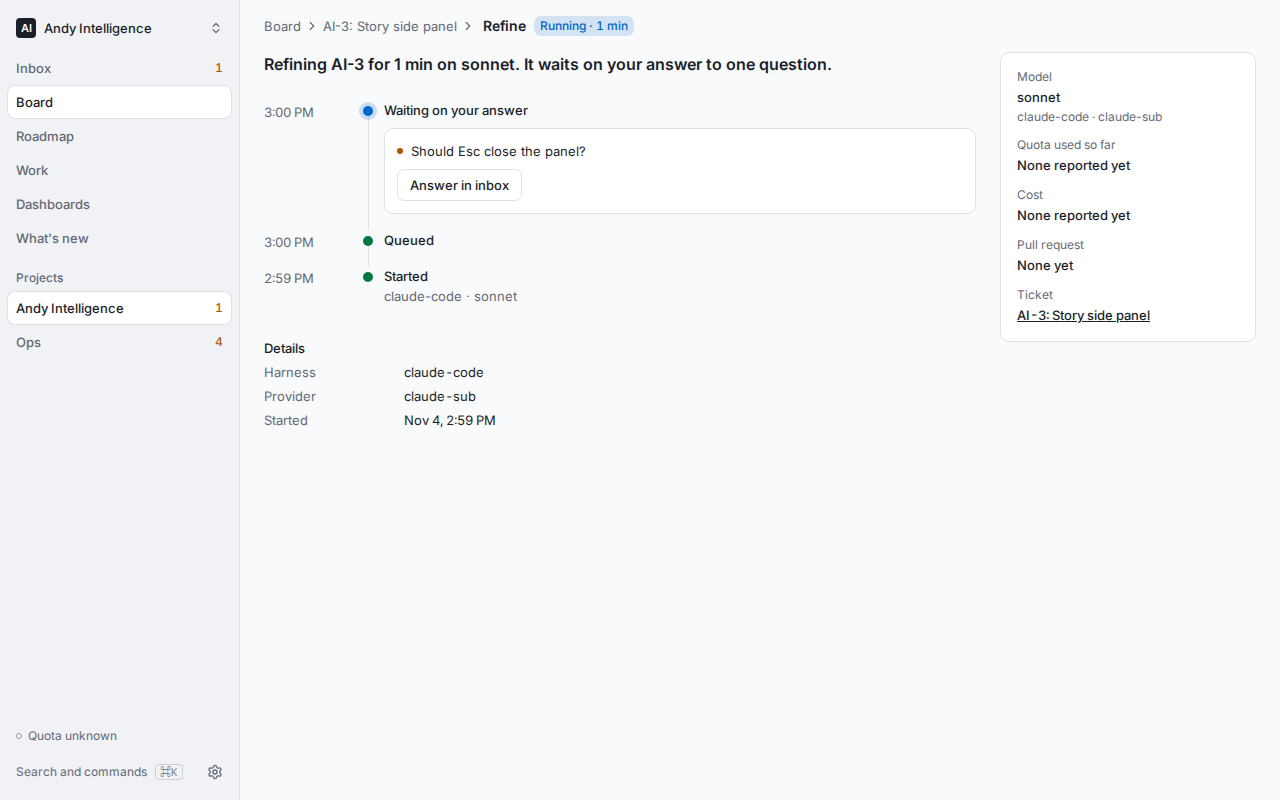 AI Andy Intelligence
Inbox 1
Board
Roadmap
Work
Dashboards
What's new
Projects
Andy Intelligence 1
Ops 4
Quota unknown
Search and commands ⌘K
Board > AI-3: Story side panel > Refine Running · 1 min
Refining AI-3 for 1 min on sonnet. It waits on your answer to one question.
3:00 PM Waiting on your answer
Should Esc close the panel?
Answer in inbox
3:00 PM Queued
2:59 PM Started
claude-code · sonnet
Details
Harness claude-code
Provider claude-sub
Started Nov 4, 2:59 PM
Model
sonnet
claude-code · claude-sub
Quota used so far
None reported yet
Cost
None reported yet
Pull request
None yet
Ticket
AI-3: Story side panel